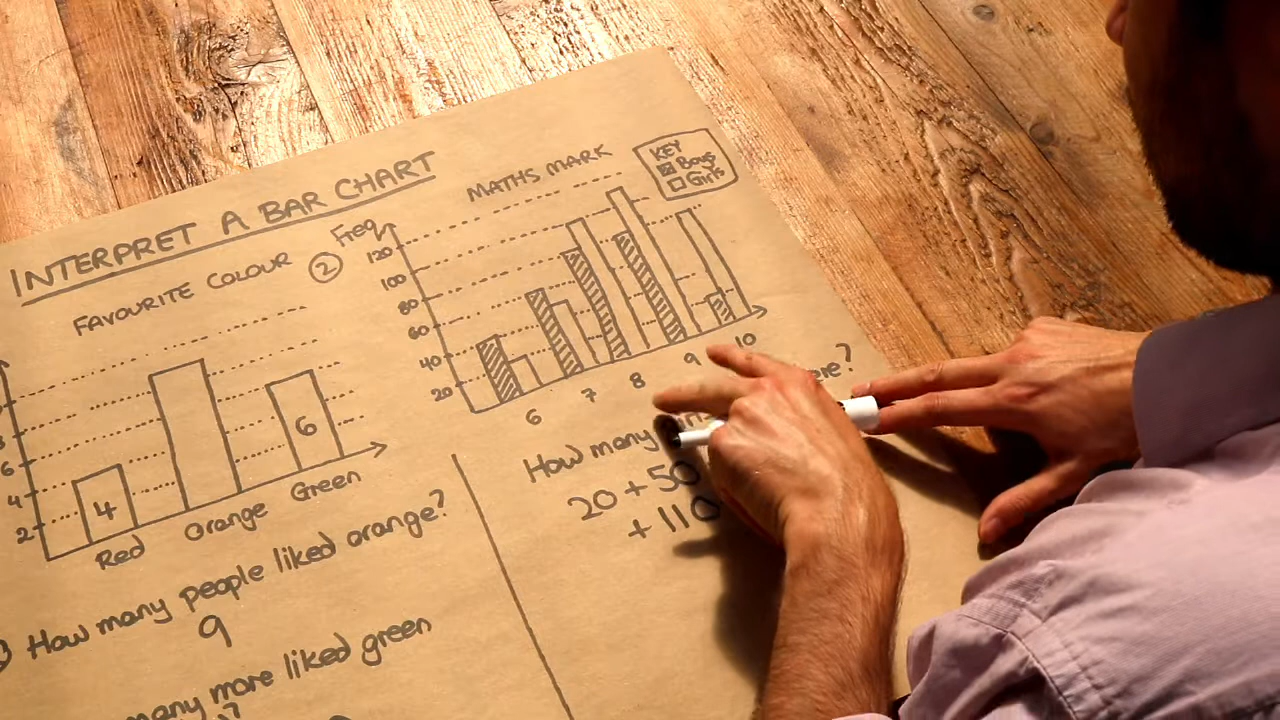 INTERPRET A BAR CHART
FAVOURITE COLOUR
6
4
2
4
6
Red
Orange
Green
How many people liked orange?
9
many more liked green
?
2
MATHS MARK
Freq
120
100
80
60
40
20
6
7
8
9
10
KEY
Boys
Girls
?
How many
20 + 50
+ 110